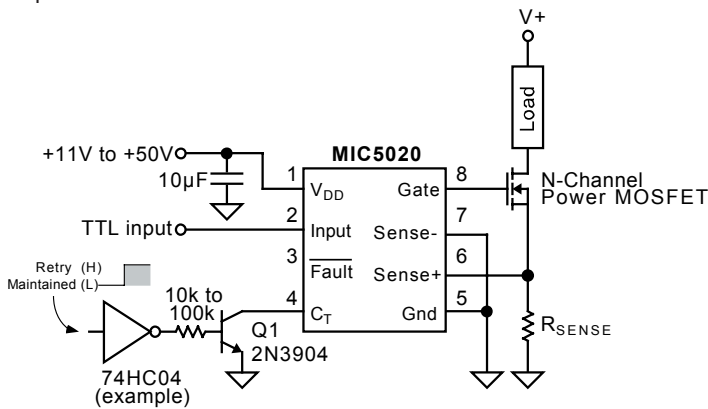 V+
Load
+11V to +50V
MIC5020
10µF
1
VDD
Gate
8
N-Channel
Power MOSFET
2
TTL input
Input
Sense-
7
3
Fault
Sense+
6
Retry (H)
Maintained (L)
10k to
100k
4
CT
Gnd
5
RSENSE
Q1
2N3904
74HC04
(example)